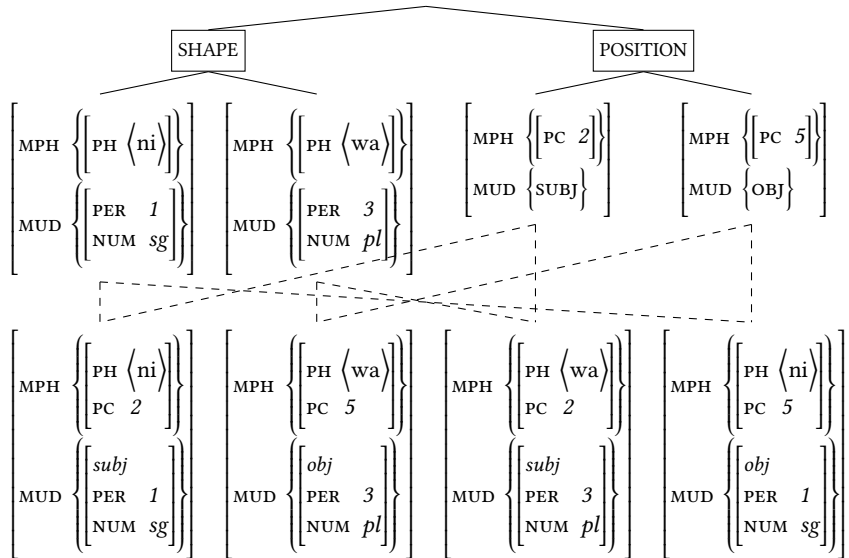 SHAPE POSITION
MPH {[PH ⟨ni⟩]} MPH {[PH ⟨wa⟩]} MPH {[PC 2]} MPH {[PC 5]}
MUD {SUBJ} MUD {OBJ}
MUD {[PER 1 NUM sg]} MUD {[PER 3 NUM pl]}
MPH {[PH ⟨ni⟩ PC 2]} MPH {[PH ⟨wa⟩ PC 5]} MPH {[PH ⟨wa⟩ PC 2]} MPH {[PH ⟨ni⟩ PC 5]}
MUD {[subj PER 1 NUM sg]} MUD {[obj PER 3 NUM pl]} MUD {[subj PER 3 NUM pl]} MUD {[obj PER 1 NUM sg]}